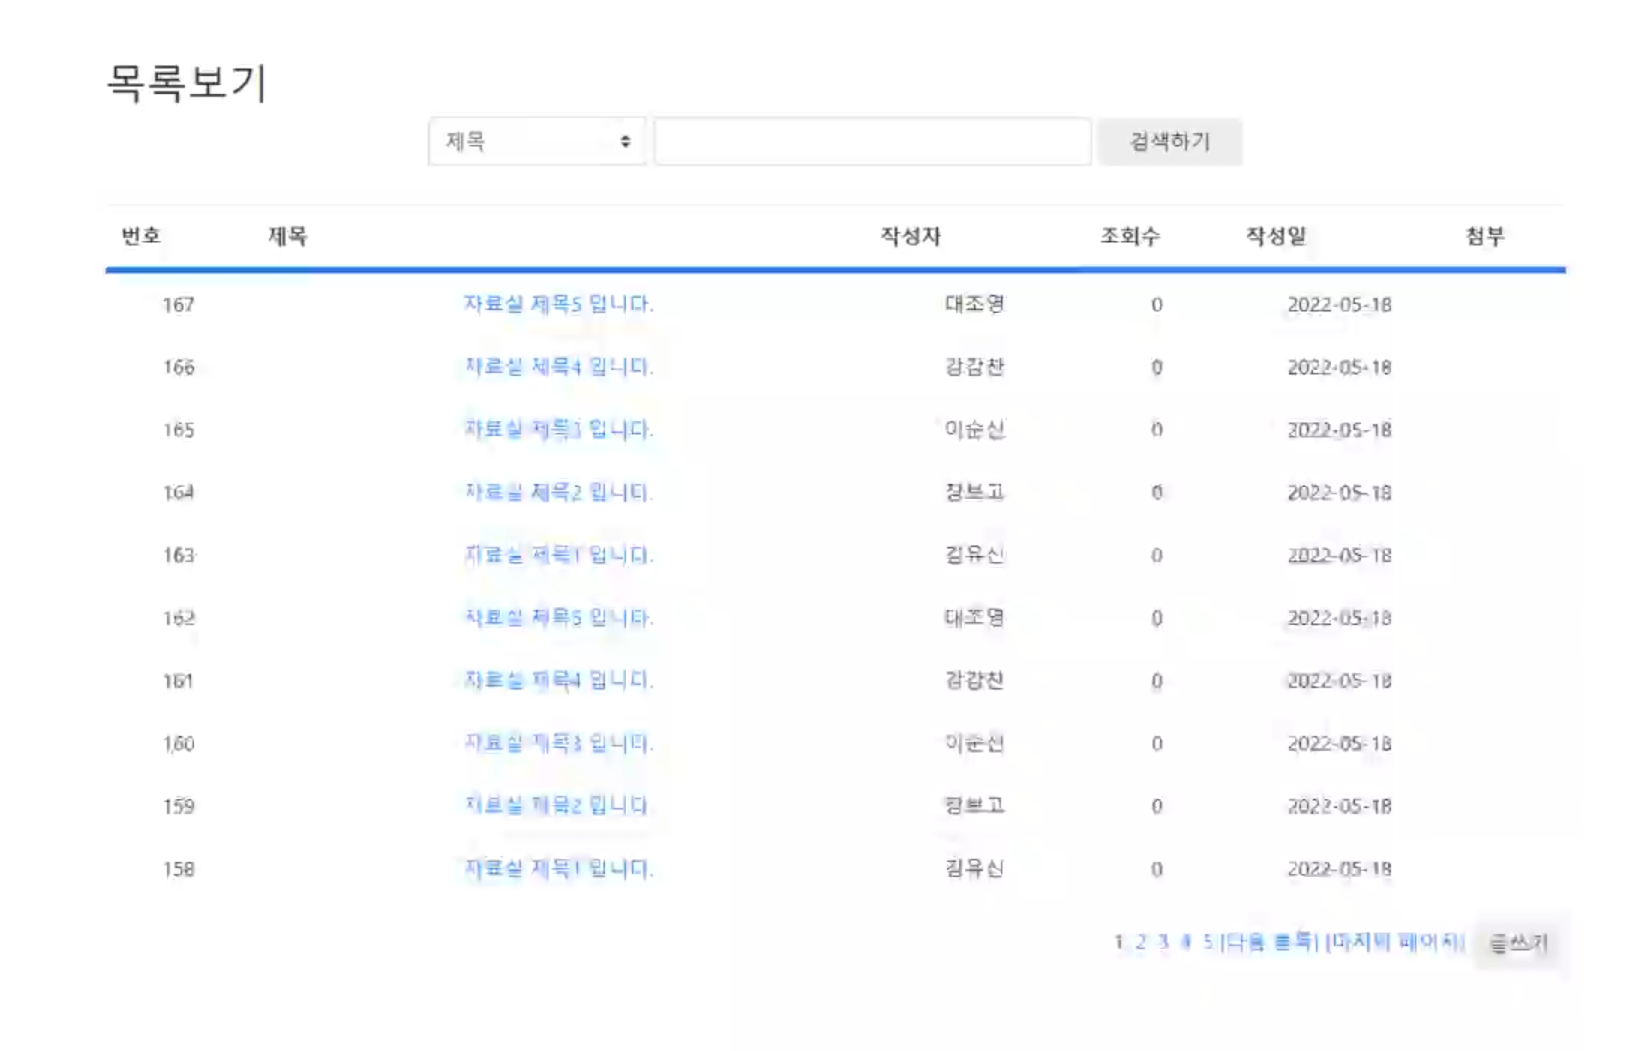 목록보기
제목 검색하기
번호 제목 작성자 조회수 작성일 첨부
167 자료실 제목5 입니다. 대조영 0 2022-05-18
166 자료실 제목4 입니다. 강감찬 0 2022-05-18
165 자료실 제목3 입니다. 이순신 0 2022-05-18
164 자료실 제목2 입니다. 장보고 0 2022-05-18
163 자료실 제목1 입니다. 김유신 0 2022-05-18
162 자료실 제목5 입니다. 대조영 0 2022-05-18
161 자료실 제목4 입니다. 강감찬 0 2022-05-18
160 자료실 제목3 입니다. 이순신 0 2022-05-18
159 자료실 제목2 입니다. 장보고 0 2022-05-18
158 자료실 제목1 입니다. 김유신 0 2022-05-18
1 2 3 4 5 [다음 블록] [마지막 페이지] 글쓰기